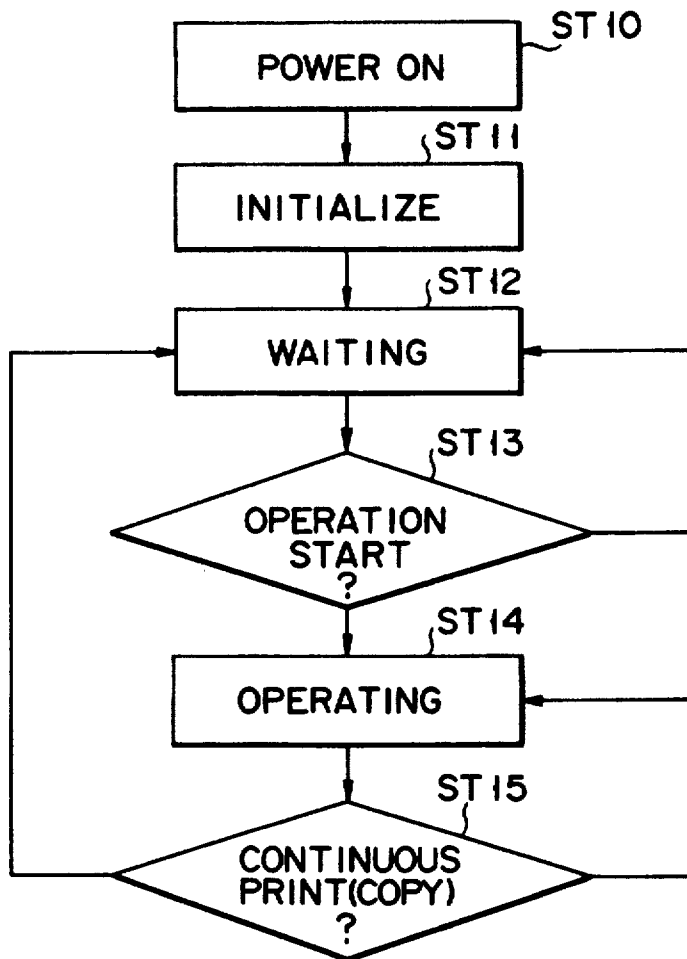 ST10
POWER ON
ST11
INITIALIZE
ST12
WAITING
ST13
OPERATION
START
?
ST14
OPERATING
ST15
CONTINUOUS
PRINT(COPY)
?